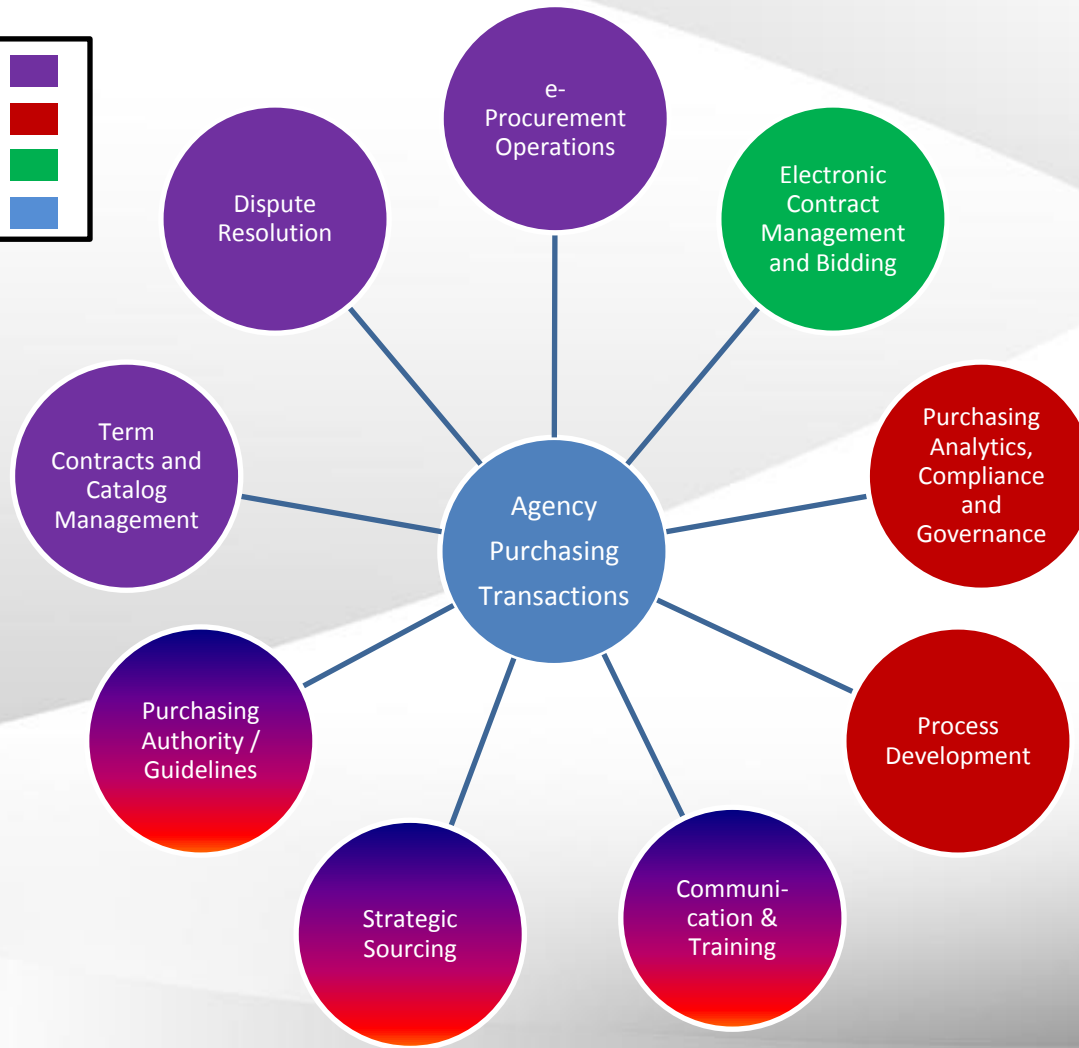 e-
Procurement
Operations
Electronic
Contract
Management
and Bidding
Dispute
Resolution
Purchasing
Analytics,
Compliance
and
Governance
Term
Contracts and
Catalog
Management
Agency
Purchasing
Transactions
Purchasing
Authority /
Guidelines
Process
Development
Communi-
cation &
Training
Strategic
Sourcing